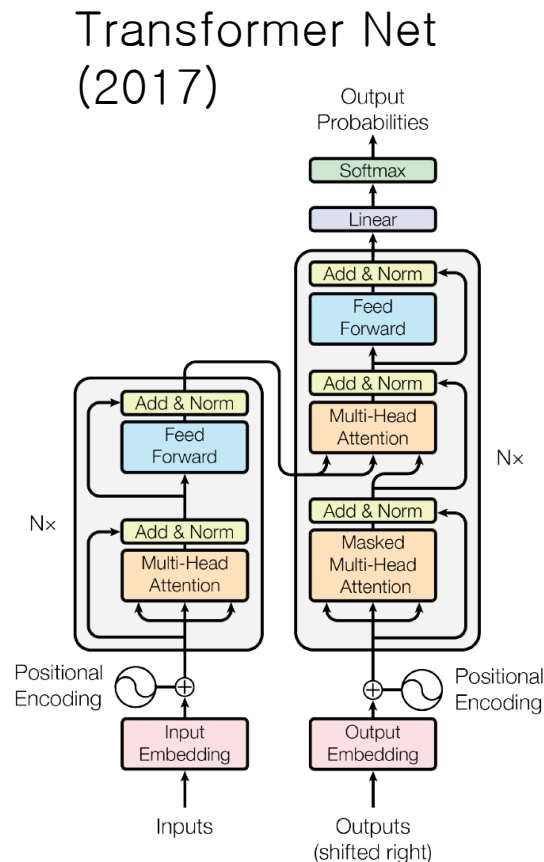 Transformer Net
(2017)
Output
Probabilities
Softmax
Linear
Add & Norm
Feed
Forward
Add & Norm
Multi-Head
Attention
Add & Norm
Masked
Multi-Head
Attention
N×
Add & Norm
Feed
Forward
Add & Norm
Multi-Head
Attention
N×
Positional
Encoding
Positional
Encoding
Input
Embedding
Output
Embedding
Inputs
Outputs
(shifted right)